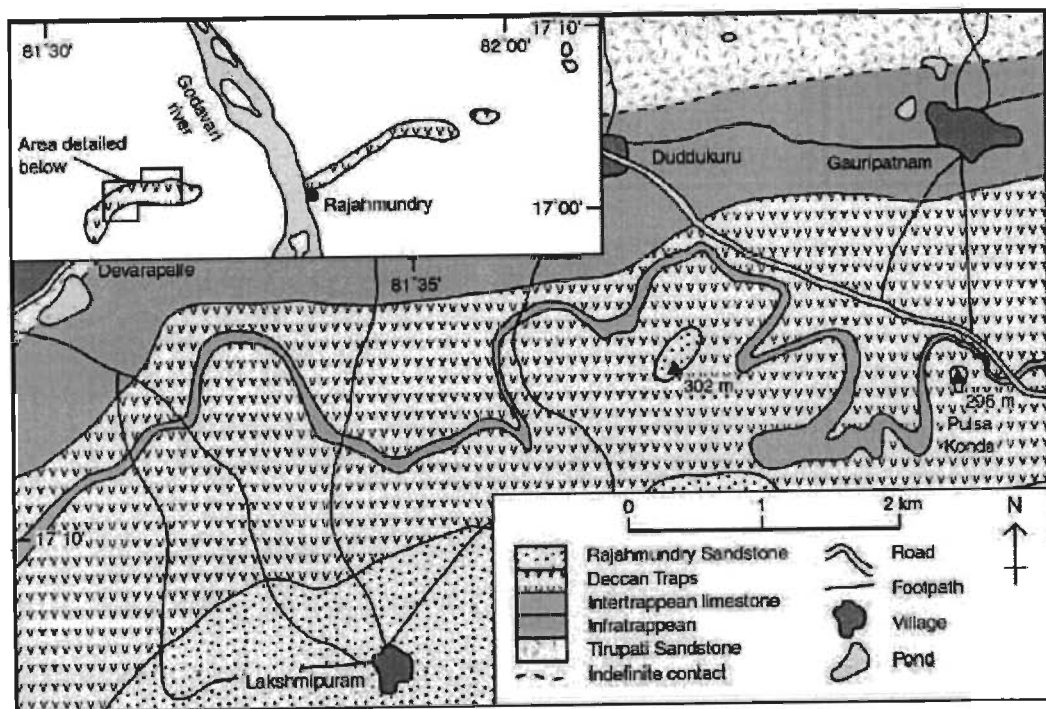 81°30'
82°00'
17°10'
Godavari
river
Area detailed
below
Rajahmundry
17°00'
Duddukuru
Gauripatnam
Devarapalle
81°35'
302 m
295 m
Pulsa
Konda
17°10'
Lakshmipuram
0 1 2 km
N
Rajahmundry Sandstone
Deccan Traps
Intertrappean limestone
Infratrappean
Tirupati Sandstone
Indefinite contact
Road
Footpath
Village
Pond